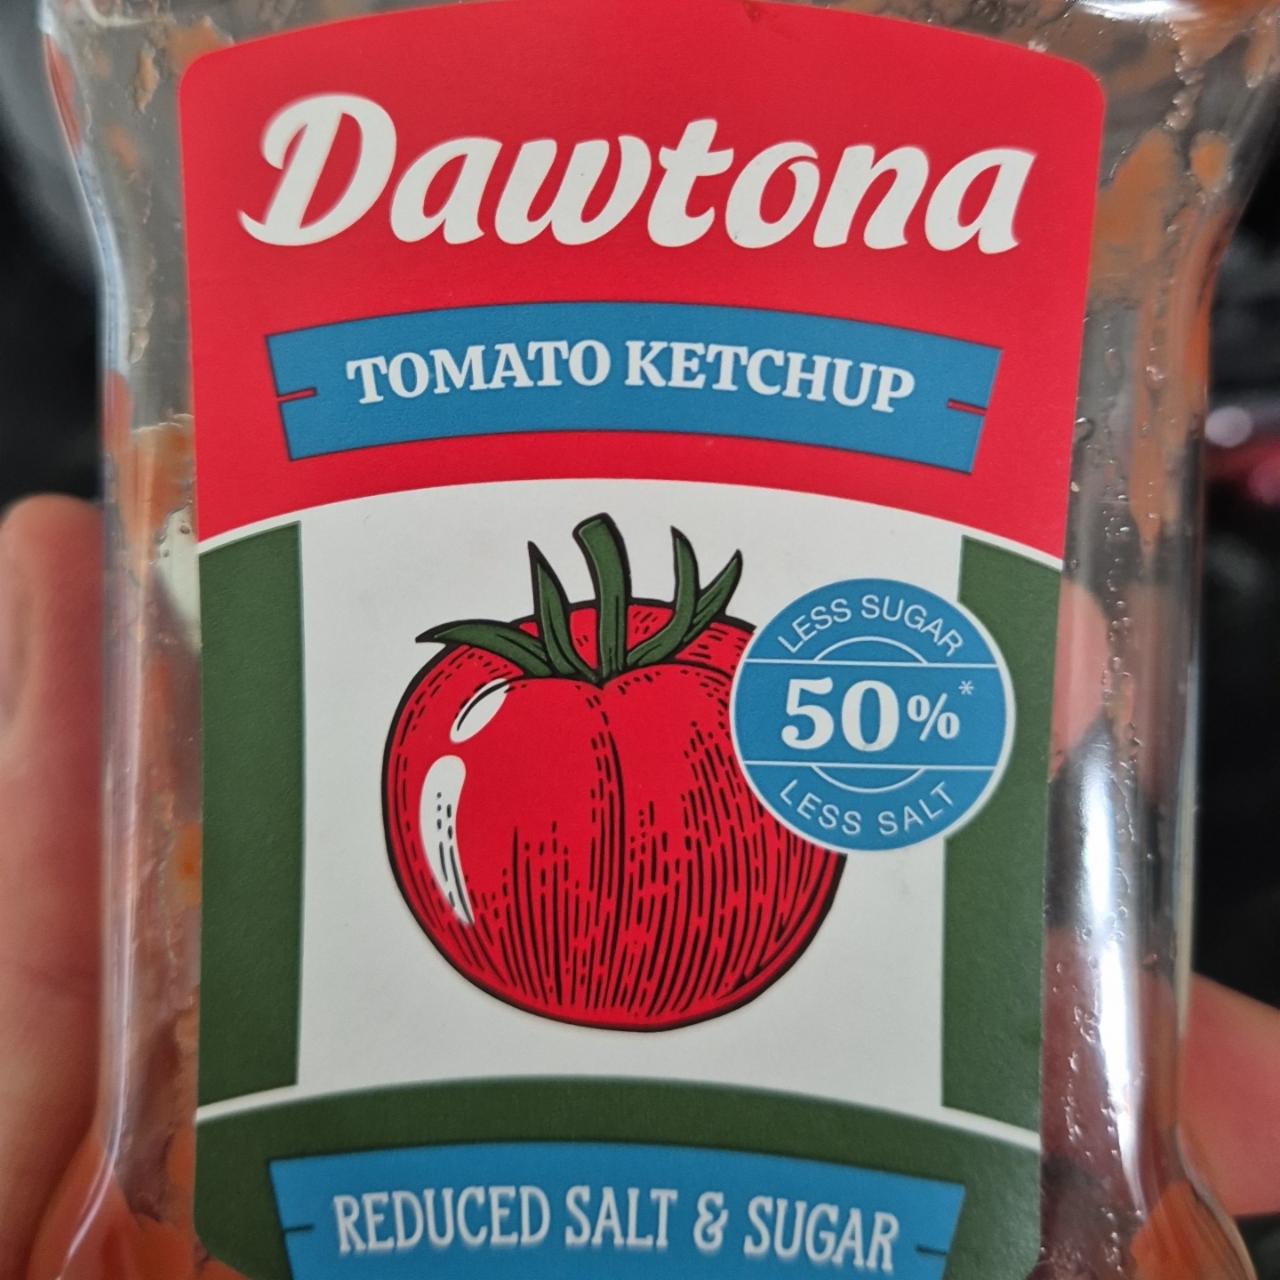 Dawtona
TOMATO KETCHUP
LESS SUGAR
50%*
LESS SALT
REDUCED SALT & SUGAR